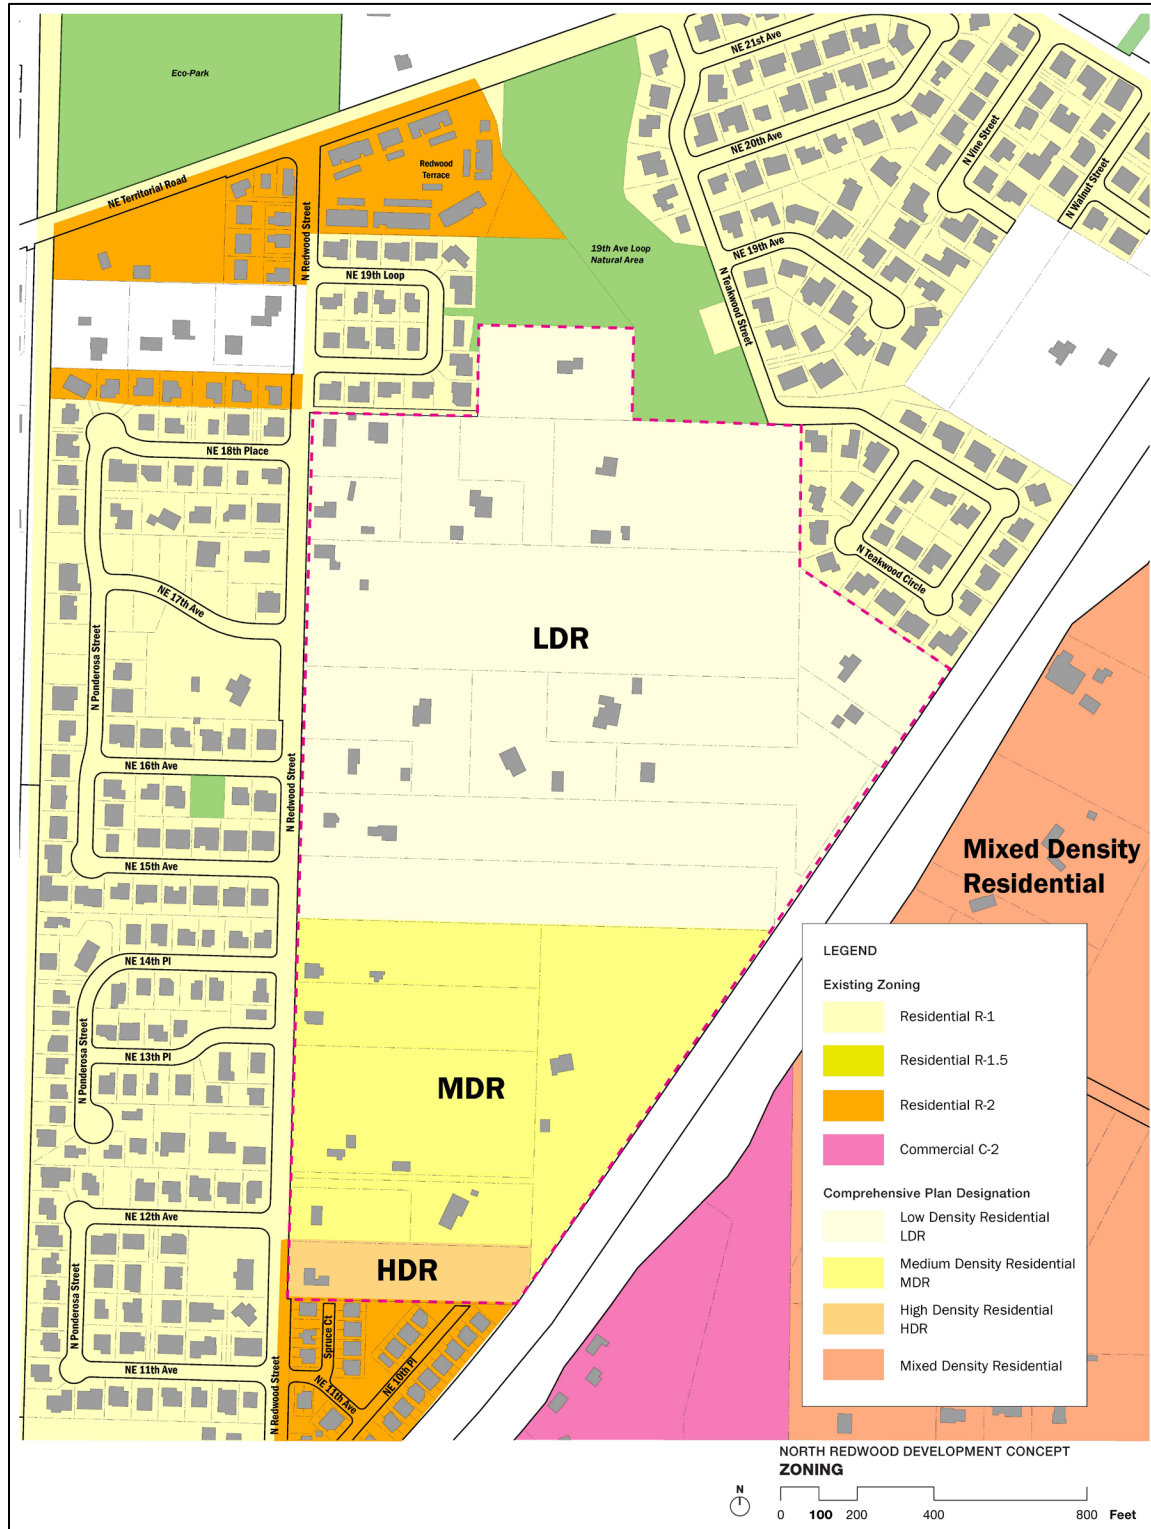 Eco-Park
NE 21st Ave
NE 20th Ave
N Vine Street
N Walnut Street
Redwood
Terrace
NE Territorial Road
N Redwood Street
19th Ave Loop
Natural Area
NE 19th Ave
NE 19th Loop
N Teakwood Street
NE 18th Place
N Teakwood Circle
NE 17th Ave
LDR
N Ponderosa Street
NE 16th Ave
N Redwood Street
NE 15th Ave
Mixed Density
Residential
NE 14th Pl
N Ponderosa Street
NE 13th Pl
MDR
NE 12th Ave
HDR
N Ponderosa Street
Spruce Ct
NE 11th Ave
N Redwood Street
NE 11th Ave
NE 10th Pl
LEGEND
Existing Zoning
Residential R-1
Residential R-1.5
Residential R-2
Commercial C-2
Comprehensive Plan Designation
Low Density Residential
LDR
Medium Density Residential
MDR
High Density Residential
HDR
Mixed Density Residential
NORTH REDWOOD DEVELOPMENT CONCEPT
ZONING
N
0 100 200 400 800 Feet